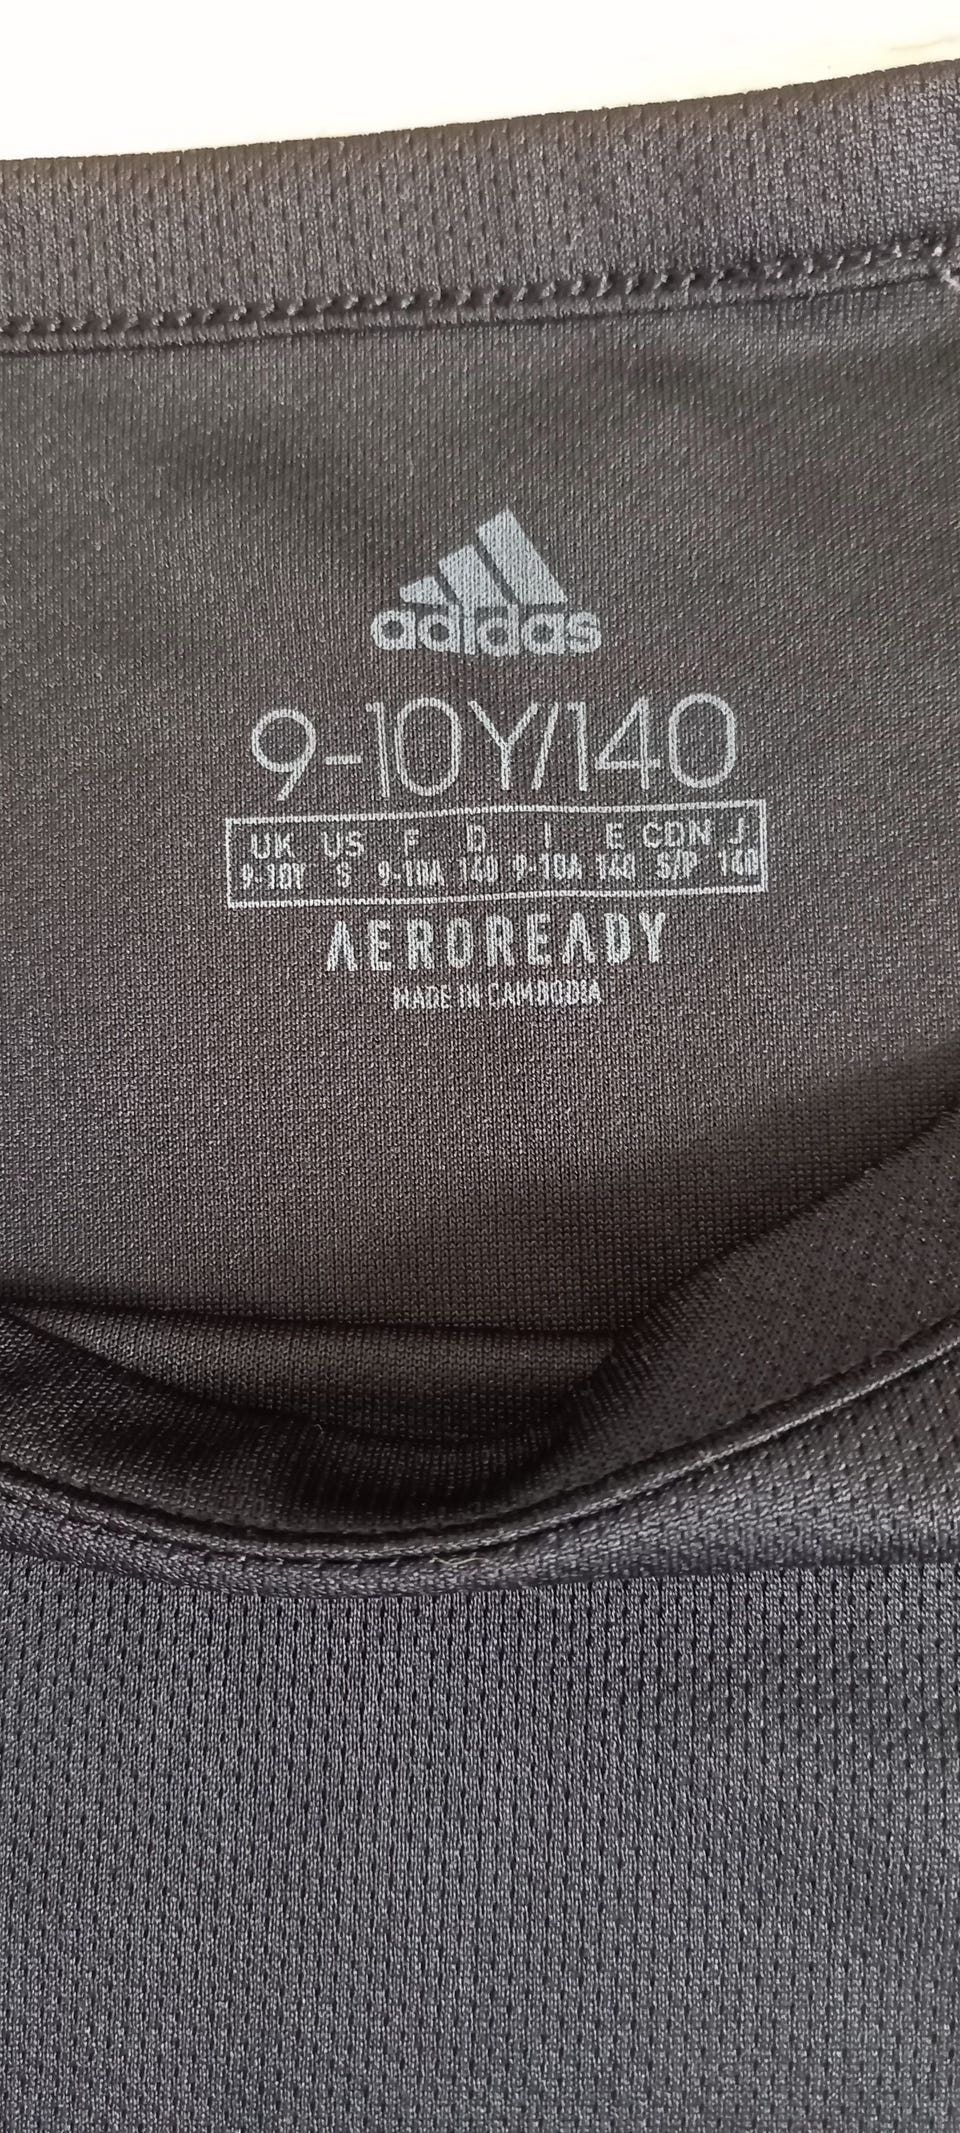 adidas
9-10Y/140
UK US F D I E CDN J
9-10Y S 9-10A 140 9-10A 140 S/P 140
AEROREADY
MADE IN CAMBODIA